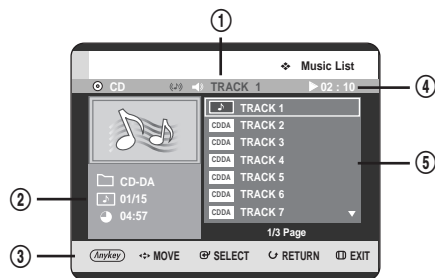 ①
❖ Music List
CD TRACK 1 02 : 10
④
TRACK 1
CDDA TRACK 2
CDDA TRACK 3
CDDA TRACK 4
CDDA TRACK 5
CDDA TRACK 6
CDDA TRACK 7
⑤
CD-DA
② 01/15
04:57
1/3 Page
③ Anykey MOVE SELECT RETURN EXIT